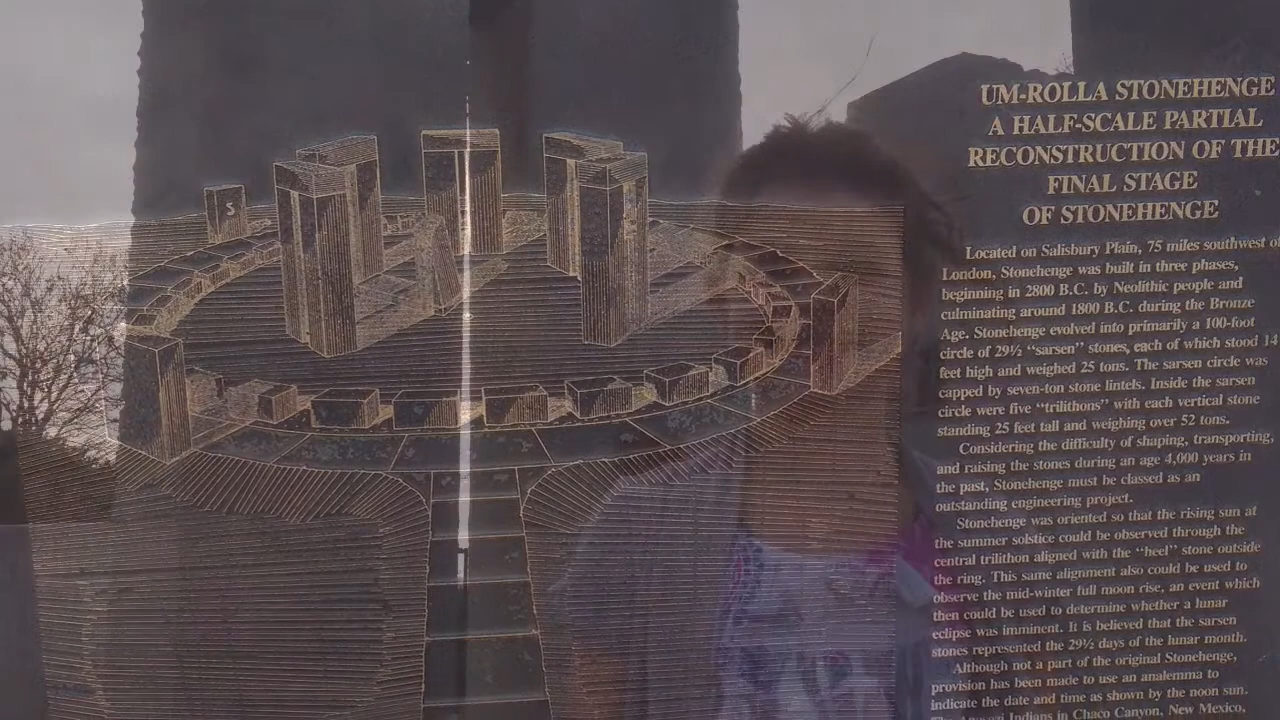 S
UM-ROLLA STONEHENGE
A HALF-SCALE PARTIAL
RECONSTRUCTION OF THE
FINAL STAGE
OF STONEHENGE
Located on Salisbury Plain, 75 miles southwest of
London, Stonehenge was built in three phases,
beginning in 2800 B.C. by Neolithic people and
culminating around 1800 B.C. during the Bronze
Age. Stonehenge evolved into primarily a 100-foot
circle of 29½ “sarsen” stones, each of which stood 14
feet high and weighed 25 tons. The sarsen circle was
capped by seven-ton stone lintels. Inside the sarsen
circle were five “trilithons” with each vertical stone
standing 25 feet tall and weighing over 52 tons.
Considering the difficulty of shaping, transporting,
and raising the stones during an age 4,000 years in
the past, Stonehenge must be classed as an
outstanding engineering project.
Stonehenge was oriented so that the rising sun at
the summer solstice could be observed through the
central trilithon aligned with the “heel” stone outside
the ring. This same alignment also could be used to
observe the mid-winter full moon rise, an event which
then could be used to determine whether a lunar
eclipse was imminent. It is believed that the sarsen
stones represented the 29½ days of the lunar month.
Although not a part of the original Stonehenge,
provision has been made to use an analemma to
indicate the date and time as shown by the noon sun.
Indians in Chaco Canyon, New Mexico,